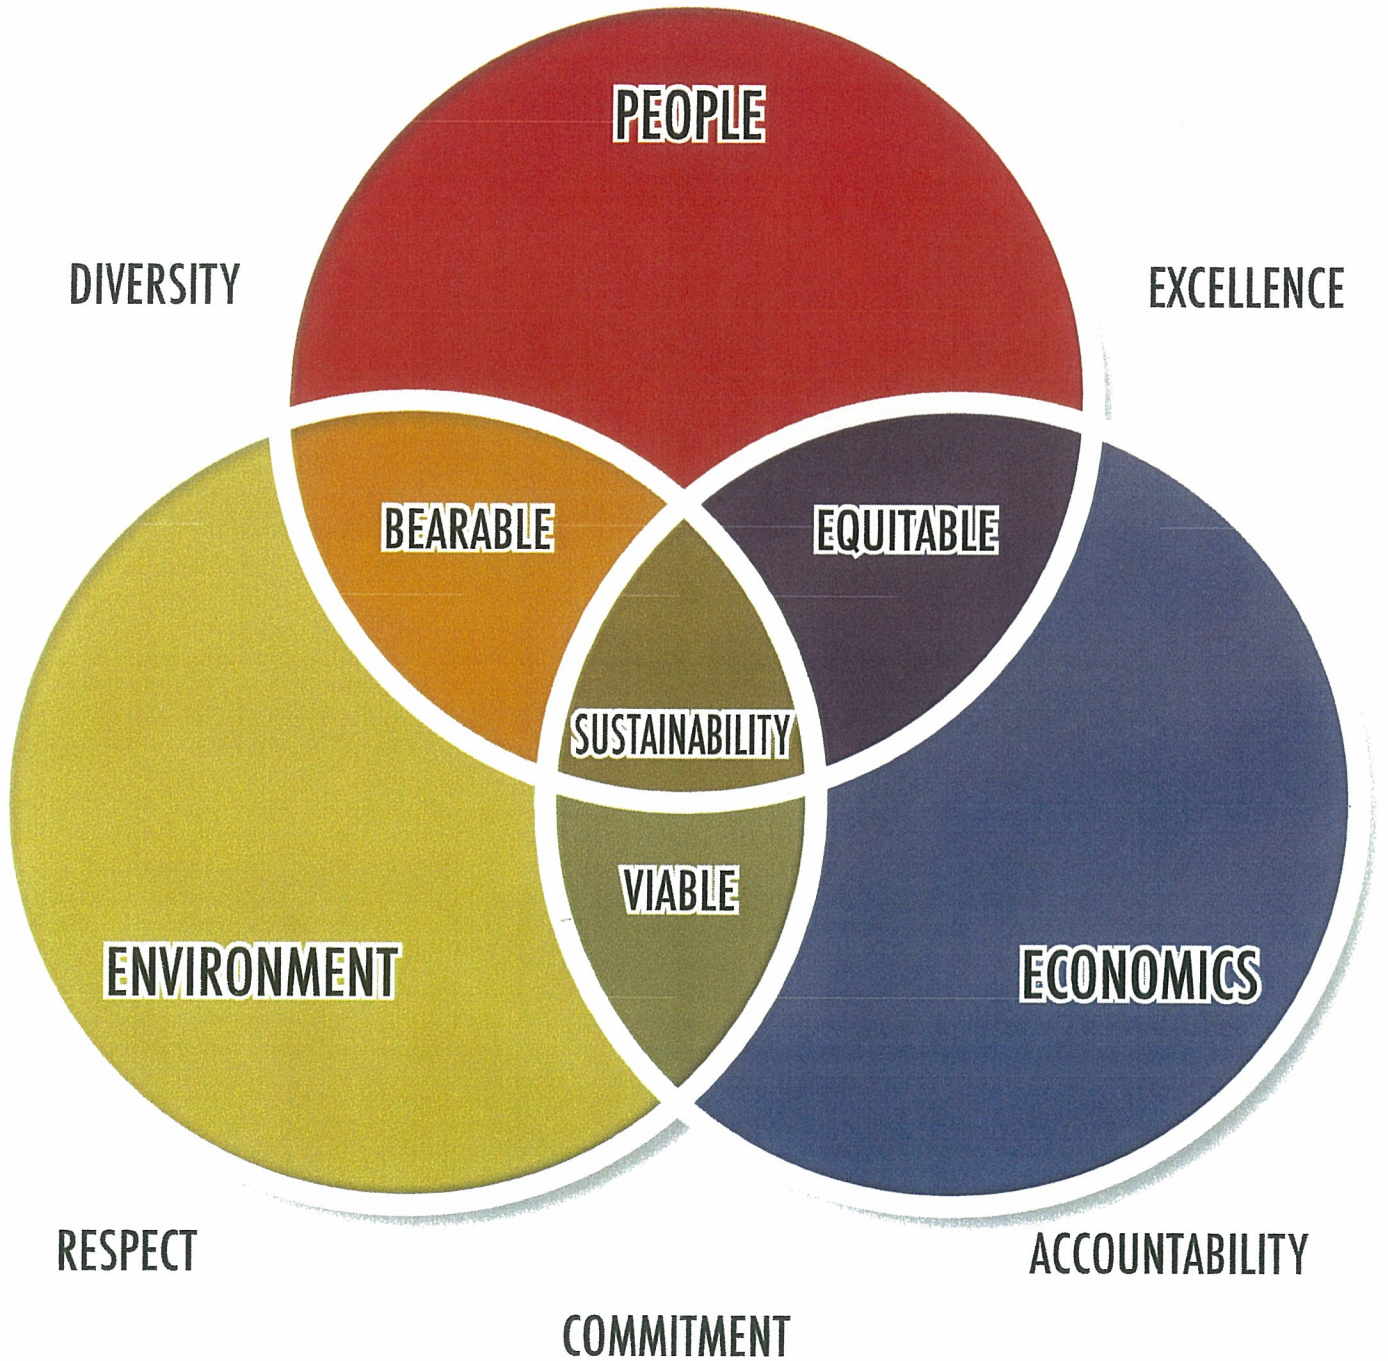 PEOPLE
DIVERSITY
EXCELLENCE
BEARABLE
EQUITABLE
SUSTAINABILITY
VIABLE
ENVIRONMENT
ECONOMICS
RESPECT
ACCOUNTABILITY
COMMITMENT